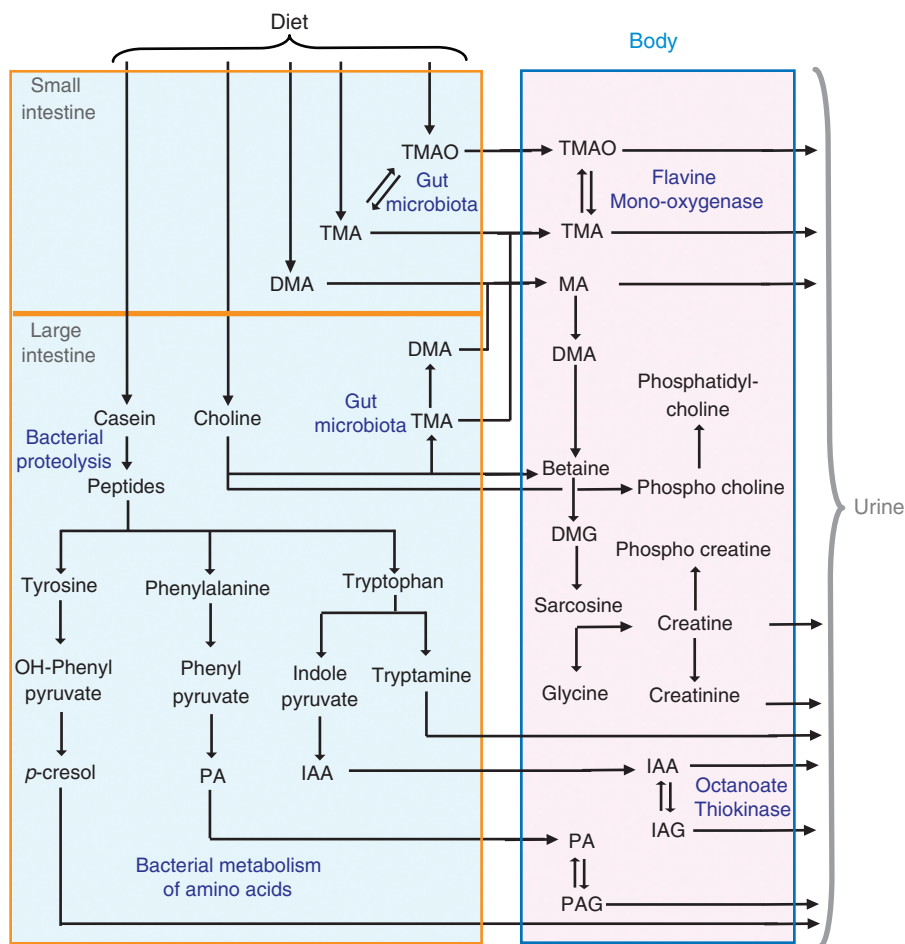 Diet
Body
Small
intestine
TMAO
TMAO
Gut
microbiota
Flavine
Mono-oxygenase
TMA
TMA
DMA
MA
Large
intestine
DMA
DMA
Phosphatidyl-
choline
Casein
Choline
Gut
microbiota
TMA
Bacterial
proteolysis
Betaine
Peptides
Phospho choline
Urine
DMG
Phospho creatine
Tyrosine
Phenylalanine
Tryptophan
Sarcosine
Creatine
OH-Phenyl
pyruvate
Phenyl
pyruvate
Indole
pyruvate
Tryptamine
Glycine
Creatinine
p-cresol
PA
IAA
IAA
Octanoate
Thiokinase
IAG
PA
Bacterial metabolism
of amino acids
PAG